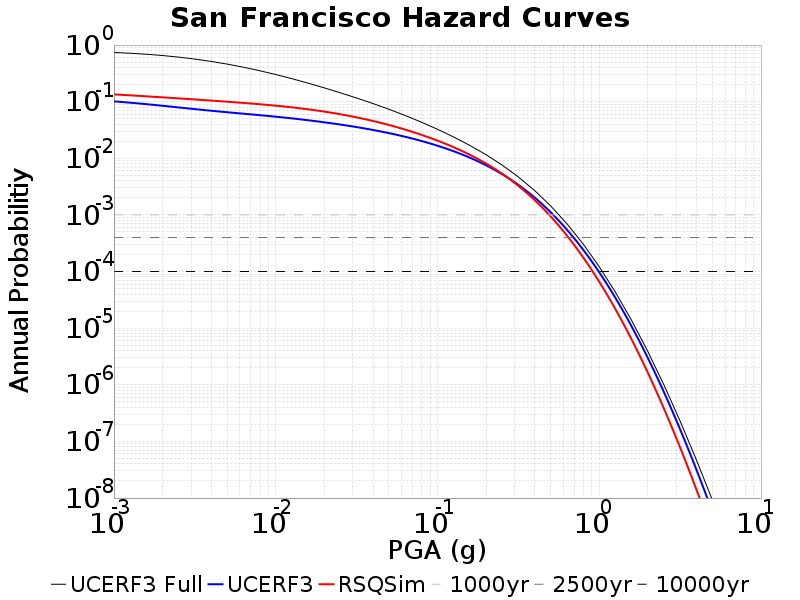 San Francisco Hazard Curves
Annual Probabilitiy
10^0
10^-1
10^-2
10^-3
10^-4
10^-5
10^-6
10^-7
10^-8
10^-3 10^-2 10^-1 10^0 10^1
PGA (g)
UCERF3 Full UCERF3 RSQSim 1000yr 2500yr 10000yr